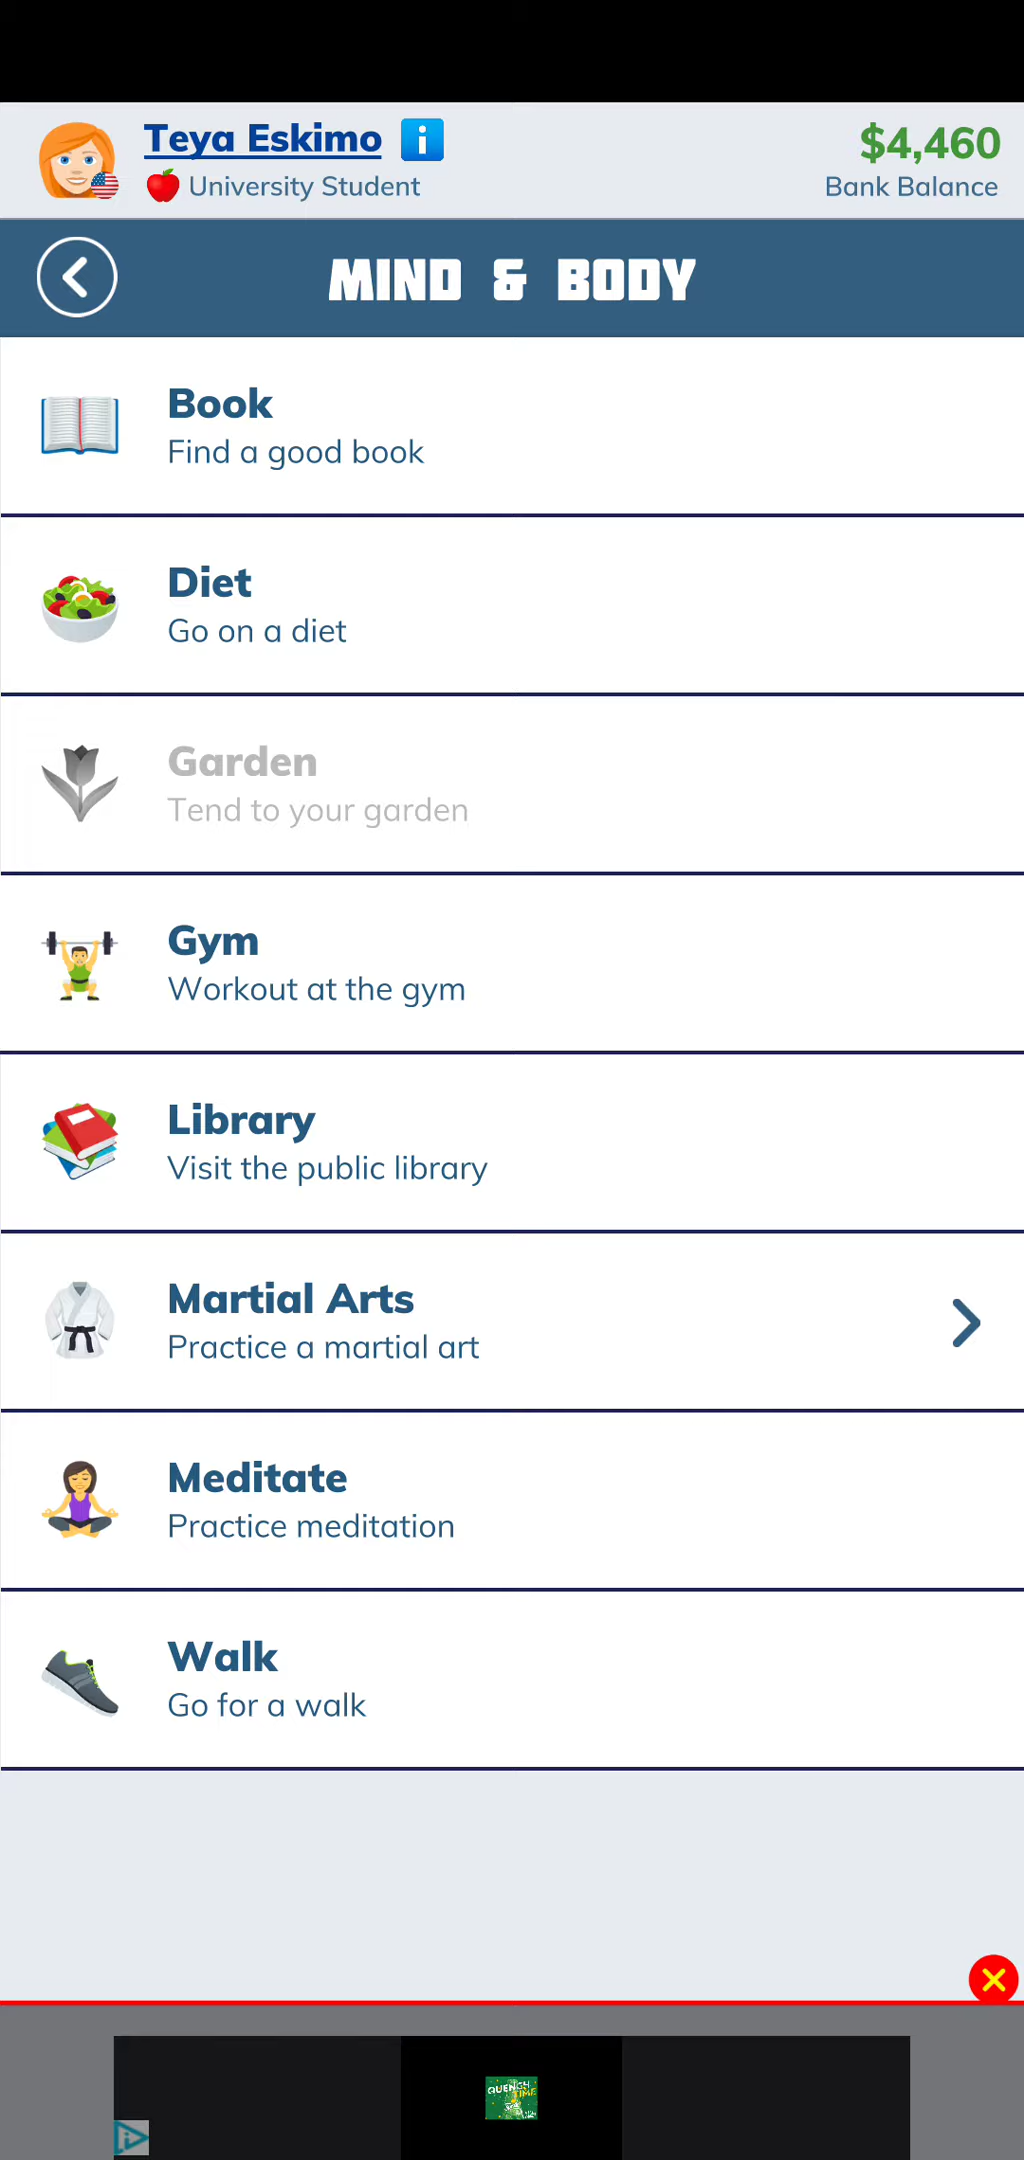 Teya Eskimo
$4,460
University Student
Bank Balance
MIND & BODY
Book
Find a good book
Diet
Go on a diet
Garden
Tend to your garden
Gym
Workout at the gym
Library
Visit the public library
Martial Arts
Practice a martial art
Meditate
Practice meditation
Walk
Go for a walk
QUENCH
TIME